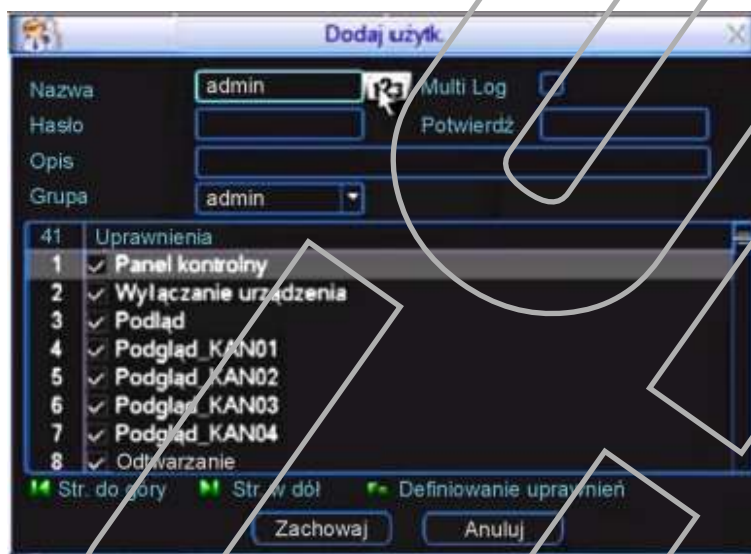 Dodaj użytk.
Nazwa admin 123 Multi Log
Hasło Potwierdź
Opis
Grupa admin
41 Uprawnienia
1 Panel kontrolny
2 Wyłączanie urządzenia
3 Podląd
4 Podgląd_KAN01
5 Podgląd_KAN02
6 Podgląd_KAN03
7 Podgląd_KAN04
8 Odtwarzanie
Str. do góry Str. w dół Definiowanie uprawnień
Zachowaj Anuluj